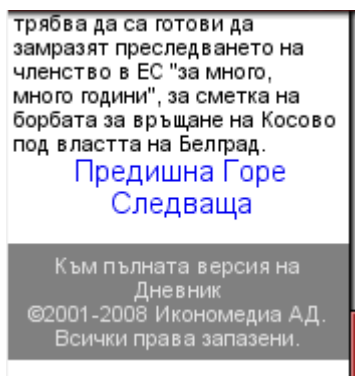 трябва да са готови да
замразят преследването на
членство в ЕС "за много,
много години", за сметка на
борбата за връщане на Косово
под властта на Белград.
Предишна Горе
Следваща
Към пълната версия на
Дневник
©2001-2008 Икономедиа АД.
Всички права запазени.